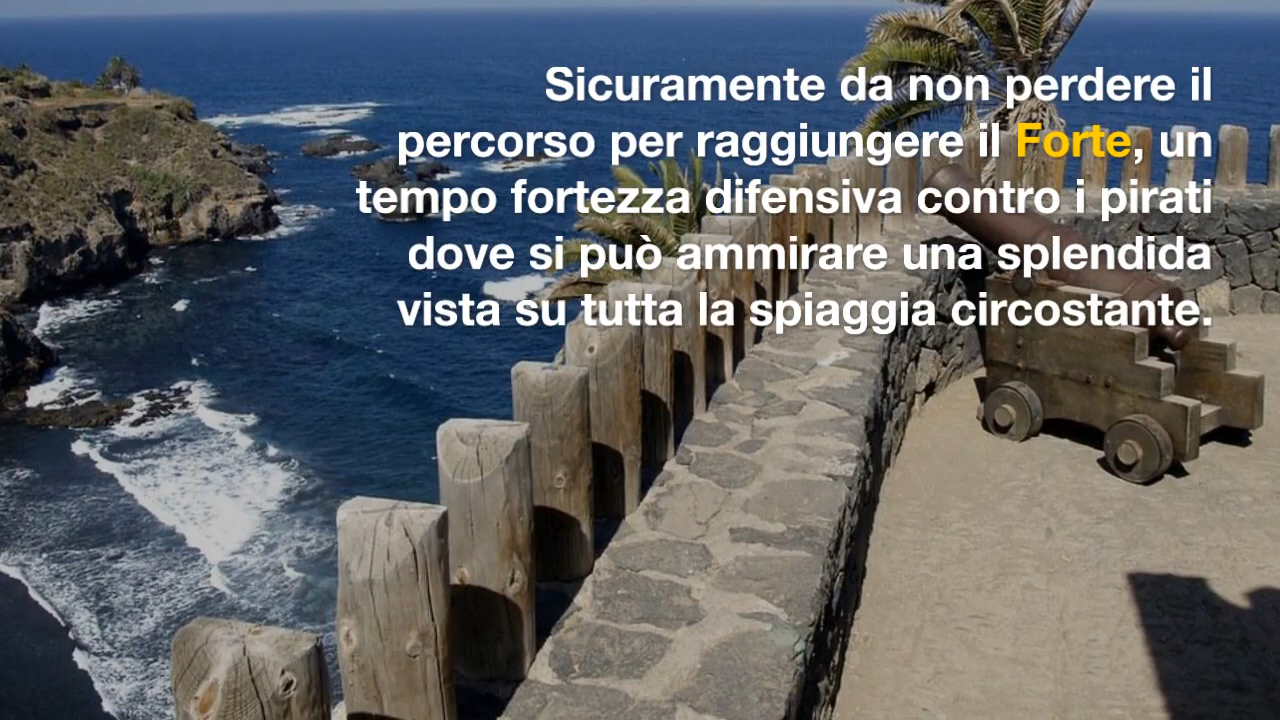 Sicuramente da non perdere il
percorso per raggiungere il Forte, un
tempo fortezza difensiva contro i pirati
dove si può ammirare una splendida
vista su tutta la spiaggia circostante.